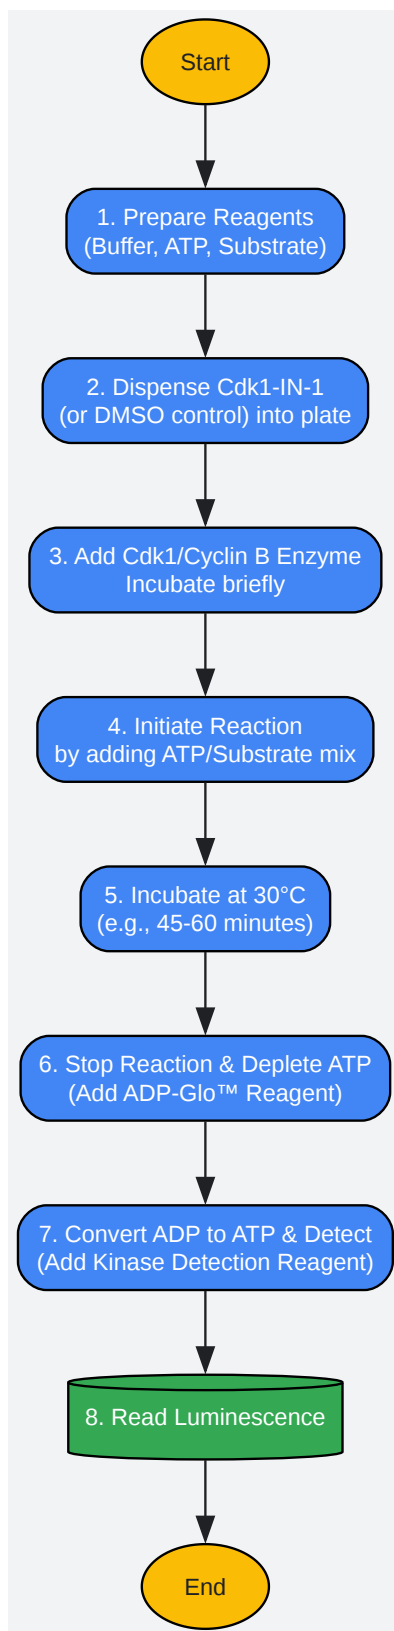 Start
1. Prepare Reagents
(Buffer, ATP, Substrate)
2. Dispense Cdk1-IN-1
(or DMSO control) into plate
3. Add Cdk1/Cyclin B Enzyme
Incubate briefly
4. Initiate Reaction
by adding ATP/Substrate mix
5. Incubate at 30°C
(e.g., 45-60 minutes)
6. Stop Reaction & Deplete ATP
(Add ADP-Glo™ Reagent)
7. Convert ADP to ATP & Detect
(Add Kinase Detection Reagent)
8. Read Luminescence
End